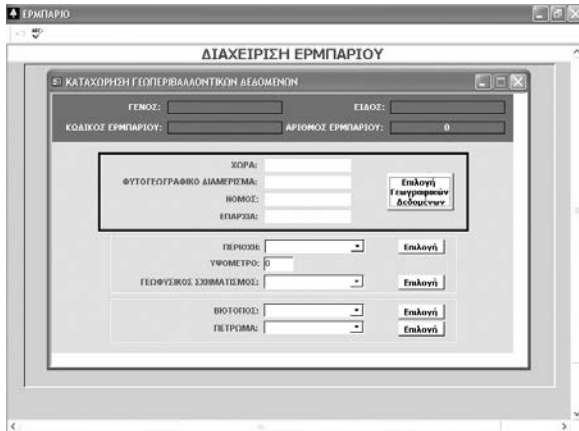 ΕΡΜΠΑΡΙΟ
ΔΙΑΧΕΙΡΙΣΗ ΕΡΜΠΑΡΙΟΥ
ΚΑΤΑΧΩΡΗΣΗ ΓΕΩΠΕΡΙΒΑΛΛΟΝΤΙΚΩΝ ΔΕΔΟΜΕΝΩΝ
ΓΕΝΟΣ: ΕΙΔΟΣ:
ΚΩΔΙΚΟΣ ΕΡΜΠΑΡΙΟΥ: ΑΡΙΘΜΟΣ ΕΡΜΠΑΡΙΟΥ: 0
ΧΩΡΑ:
ΦΥΤΟΓΕΩΓΡΑΦΙΚΟ ΔΙΑΜΕΡΙΣΜΑ:
ΝΟΜΟΣ:
ΕΠΑΡΧΙΑ:
Επιλογή
Γεωγραφικών
Δεδομένων
ΠΕΡΙΟΧΗ: Επιλογή
ΥΨΟΜΕΤΡΟ: 0
ΓΕΩΦΥΣΙΚΟΣ ΣΧΗΜΑΤΙΣΜΟΣ: Επιλογή
ΒΙΟΤΟΠΟΣ: Επιλογή
ΠΕΤΡΩΜΑ: Επιλογή